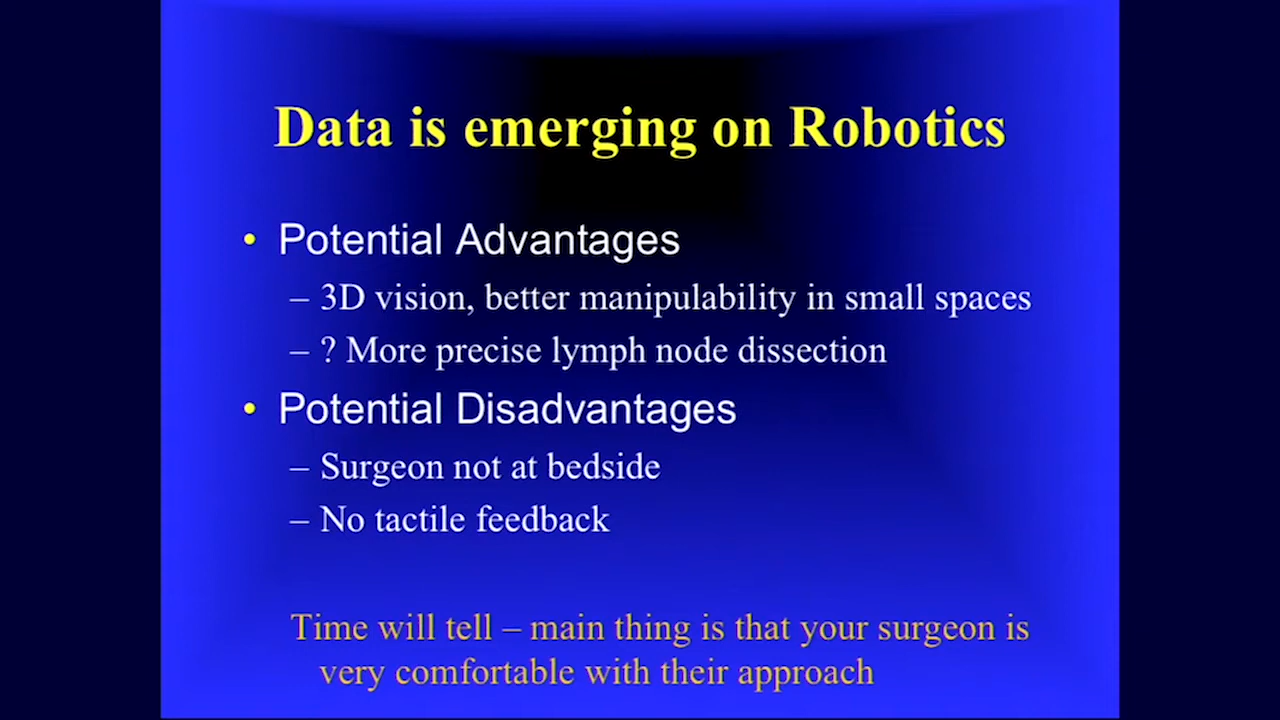 Data is emerging on Robotics
• Potential Advantages
– 3D vision, better manipulability in small spaces
– ? More precise lymph node dissection
• Potential Disadvantages
– Surgeon not at bedside
– No tactile feedback
Time will tell – main thing is that your surgeon is
very comfortable with their approach